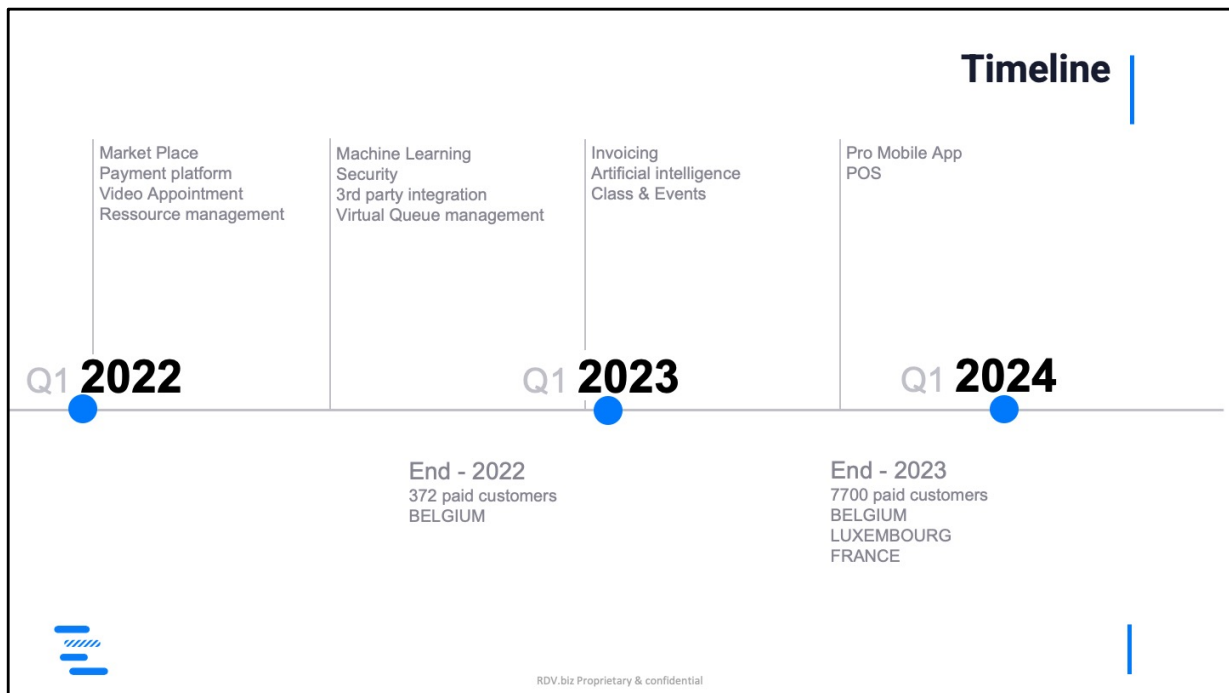 Timeline
Market Place
Payment platform
Video Appointment
Ressource management
Machine Learning
Security
3rd party integration
Virtual Queue management
Invoicing
Artificial intelligence
Class & Events
Pro Mobile App
POS
Q1 2022
Q1 2023
Q1 2024
End - 2022
372 paid customers
BELGIUM
End - 2023
7700 paid customers
BELGIUM
LUXEMBOURG
FRANCE
RDV.biz Proprietary & confidential